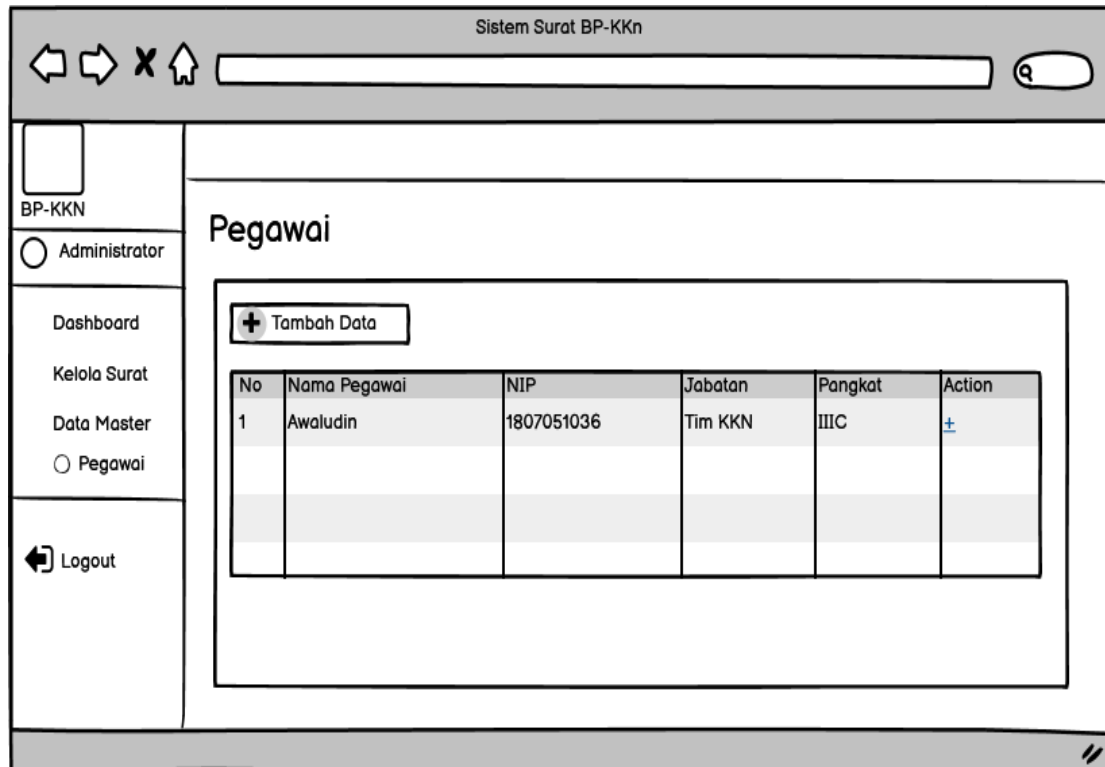 Sistem Surat BP-KKn
BP-KKN
Administrator
Dashboard
Kelola Surat
Data Master
Pegawai
Logout
Pegawai
Tambah Data
No Nama Pegawai NIP Jabatan Pangkat Action
1 Awaludin 1807051036 Tim KKN IIIC +